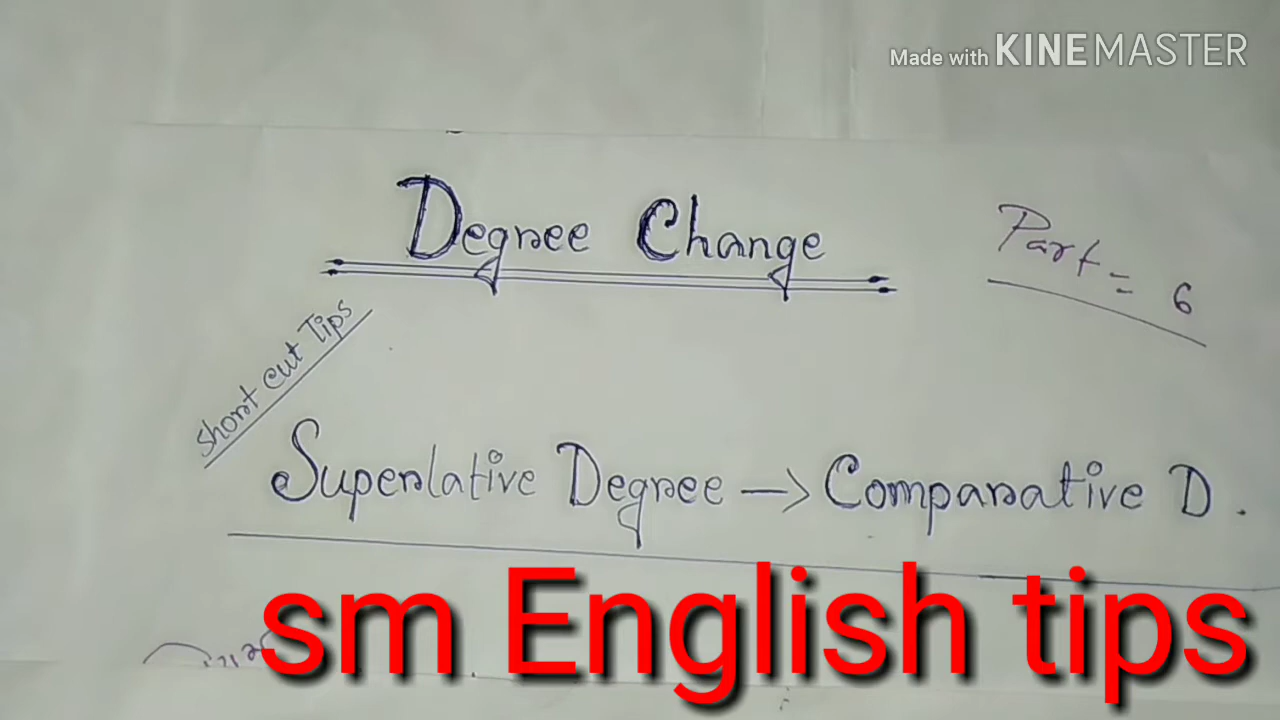 Made with KINEMASTER
Degree Change
Part = 6
Short cut Tips
Superlative Degree → Comparative D.
sm English tips